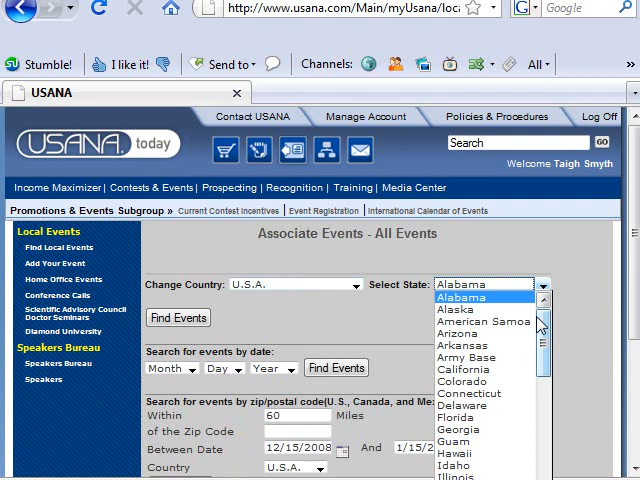 http://www.usana.com/Main/myUsana/loca
Google
Stumble! I like it! Send to Channels: All
USANA
Contact USANA Manage Account Policies & Procedures Log Off
USANA today
Search GO
Welcome Taigh Smyth
Income Maximizer | Contests & Events | Prospecting | Recognition | Training | Media Center
Promotions & Events Subgroup > Current Contest Incentives | Event Registration | International Calendar of Events
Local Events
Find Local Events
Add Your Event
Home Office Events
Conference Calls
Scientific Advisory Council
Doctor Seminars
Diamond University
Speakers Bureau
Speakers Bureau
Speakers
Associate Events - All Events
Change Country: U.S.A. Select State: Alabama
Find Events
Search for events by date:
Month Day Year Find Events
Search for events by zip/postal code(U.S., Canada, and Mex
Within 60 Miles
of the Zip Code
Between Date 12/15/2008 And 1/15/2
Country U.S.A.
Alabama
Alaska
American Samoa
Arizona
Arkansas
Army Base
California
Colorado
Connecticut
Delaware
Florida
Georgia
Guam
Hawaii
Idaho
Illinois